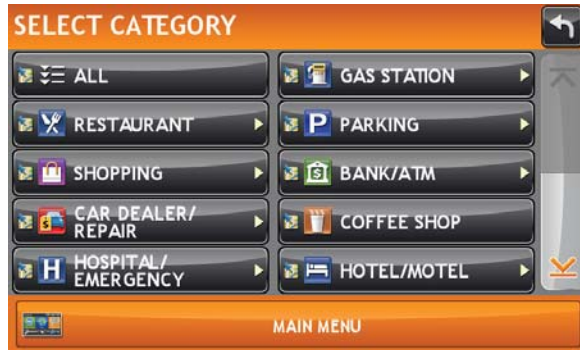 SELECT CATEGORY
ALL
GAS STATION
RESTAURANT
P PARKING
SHOPPING
$ BANK/ATM
$ CAR DEALER/
REPAIR
COFFEE SHOP
H HOSPITAL/
EMERGENCY
HOTEL/MOTEL
MAIN MENU